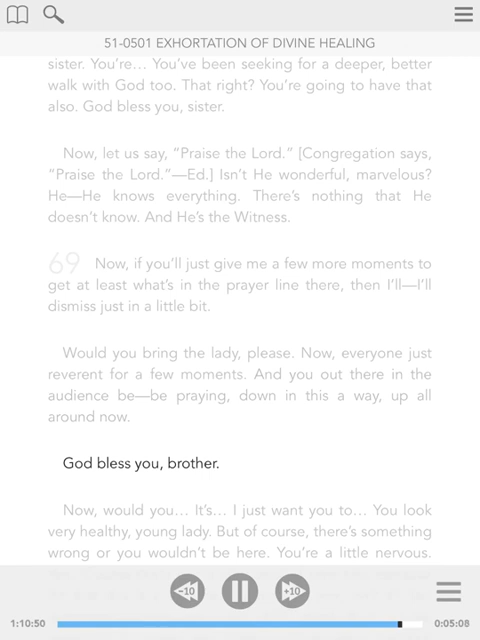 51-0501 EXHORTATION OF DIVINE HEALING
sister. You're… You've been seeking for a deeper, better
walk with God too. That right? You're going to have that
also. God bless you, sister.
Now, let us say, “Praise the Lord.” [Congregation says,
“Praise the Lord.”—Ed.] Isn't He wonderful, marvelous?
He—He knows everything. There's nothing that He
doesn't know. And He's the Witness.
69 Now, if you'll just give me a few more moments to
get at least what's in the prayer line there, then I'll—I'll
dismiss just in a little bit.
Would you bring the lady, please. Now, everyone just
reverent for a few moments. And you out there in the
audience be—be praying, down in this a way, up all
around now.
God bless you, brother.
Now, would you… It's… I just want you to… You look
very healthy, young lady. But of course, there's something
wrong or you wouldn't be here. You're a little nervous.
-10
+10
1:10:50
0:05:08